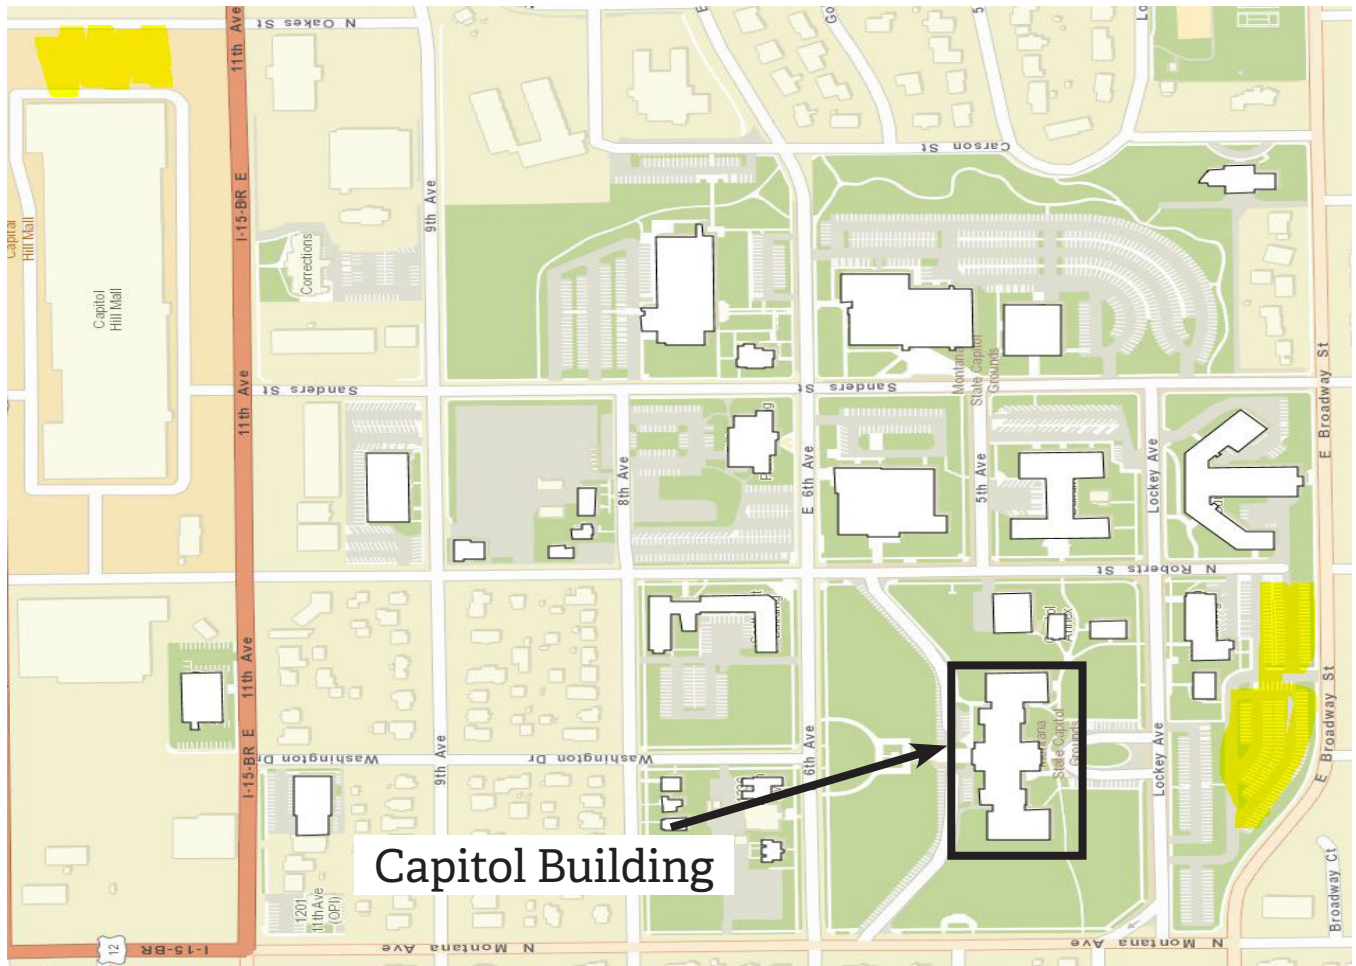 N Oakes St
11th Ave
I-15-BR E
9th Ave
Carson St
Capital
Hill Mall
Capitol
Hill Mall
Corrections
Sanders St
Sanders St
Montana
State Capitol
Grounds
11th Ave
8th Ave
E 6th Ave
5th Ave
Lockey Ave
E Broadway St
N Roberts St
11th Ave
I-15-BR E
Washington Dr
Washington Dr
9th Ave
6th Ave
Annex
Montana
State Capitol
Grounds
Lockey Ave
E Broadway St
Capitol Building
1201
11th Ave
(OPI)
Broadway Ct
12
I-15-BR
N Montana Ave
N Montana Ave